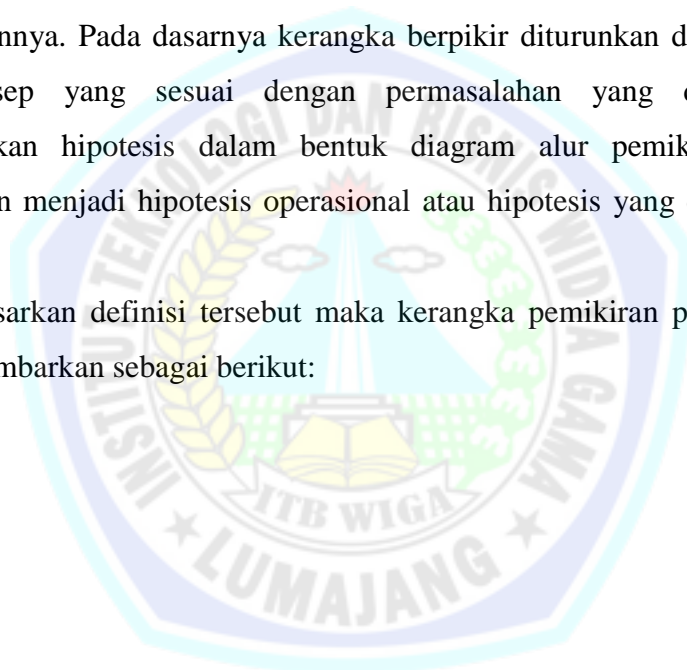 nnya. Pada dasarnya kerangka berpikir diturunkan d
sep yang sesuai dengan permasalahan yang
kan hipotesis dalam bentuk diagram alur pemik
n menjadi hipotesis operasional atau hipotesis yang
sarkan definisi tersebut maka kerangka pemikiran p
mbarkan sebagai berikut:
INSTITUT TEKNOLOGI DAN BISNIS WIDYA GAMA
ITB WIGA
LUMAJANG